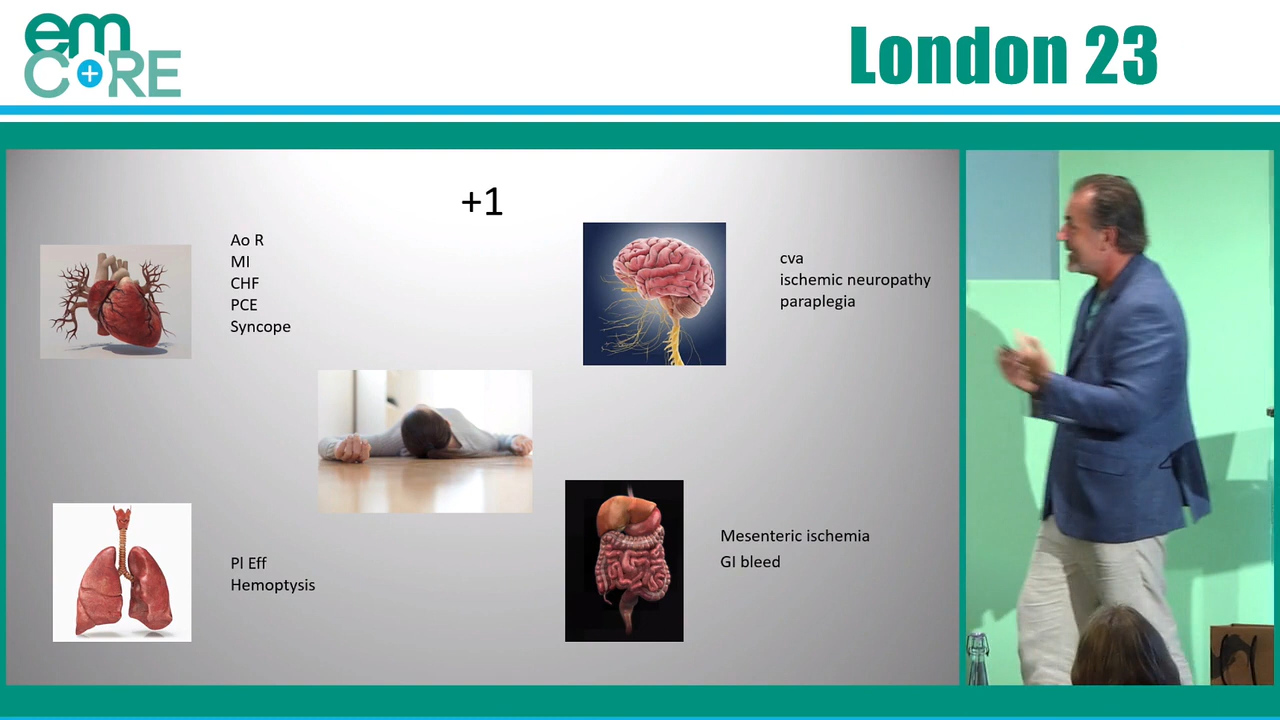 em
CORE
London 23
+1
Ao R
MI
CHF
PCE
Syncope
cva
ischemic neuropathy
paraplegia
Pl Eff
Hemoptysis
Mesenteric ischemia
GI bleed